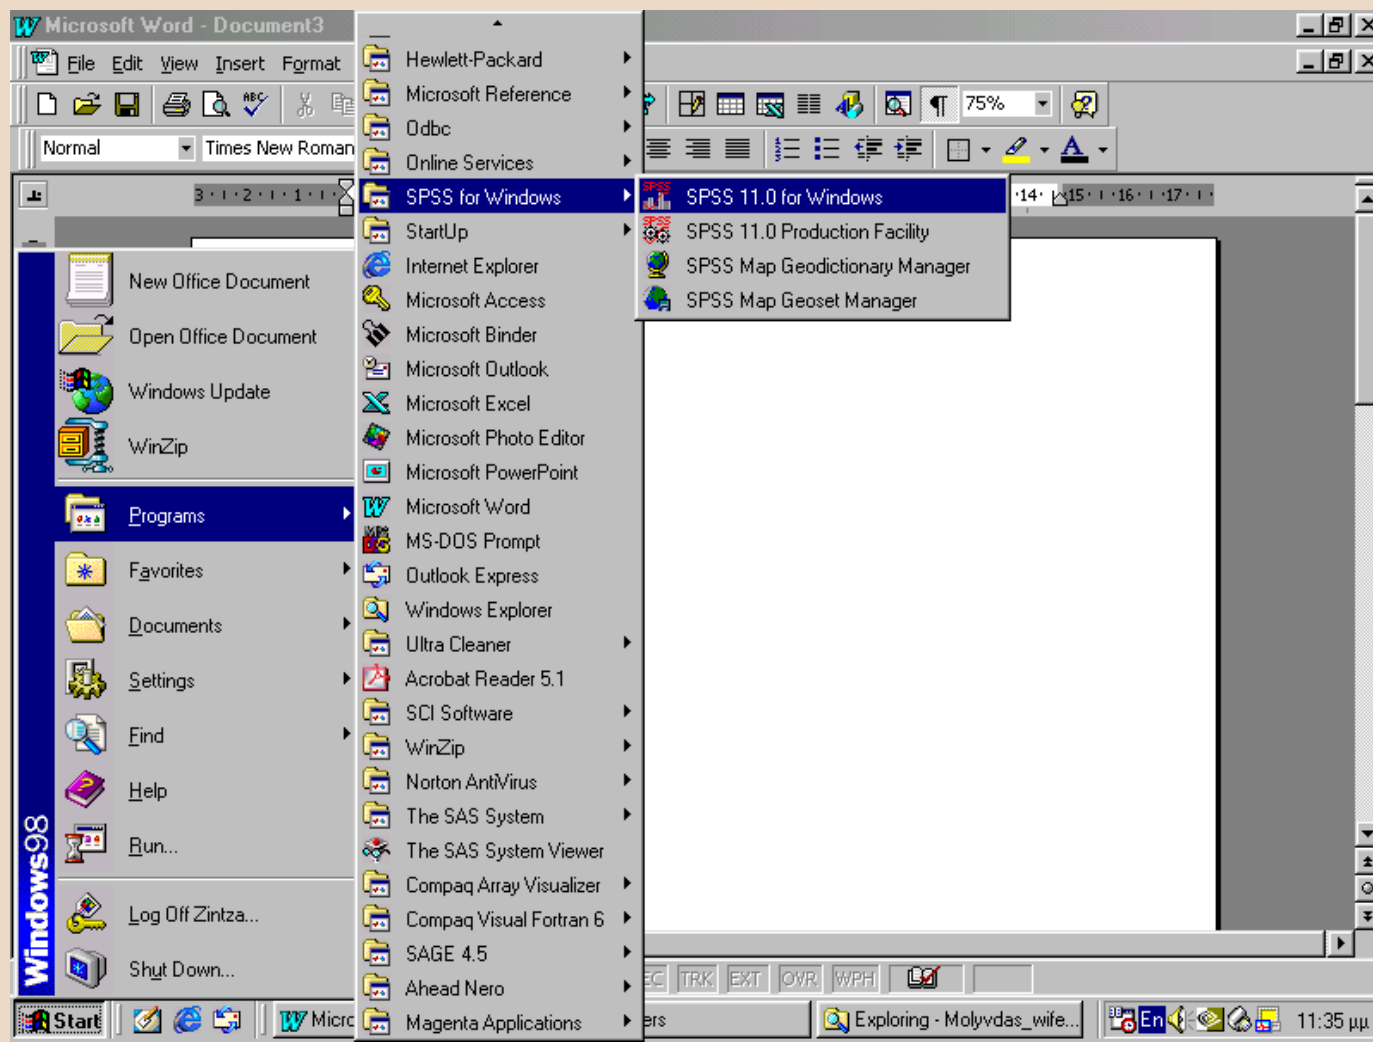 Microsoft Word - Document3
File Edit View Insert Format
75%
Normal Times New Roman
3 2 1 14 15 16 17
Hewlett-Packard
Microsoft Reference
Odbc
Online Services
SPSS for Windows
StartUp
Internet Explorer
Microsoft Access
Microsoft Binder
Microsoft Outlook
Microsoft Excel
Microsoft Photo Editor
Microsoft PowerPoint
Microsoft Word
MS-DOS Prompt
Outlook Express
Windows Explorer
Ultra Cleaner
Acrobat Reader 5.1
SCI Software
WinZip
Norton AntiVirus
The SAS System
The SAS System Viewer
Compaq Array Visualizer
Compaq Visual Fortran 6
SAGE 4.5
Ahead Nero
Magenta Applications
SPSS 11.0 for Windows
SPSS 11.0 Production Facility
SPSS Map Geodictionary Manager
SPSS Map Geoset Manager
New Office Document
Open Office Document
Windows Update
WinZip
Programs
Favorites
Documents
Settings
Find
Help
Run...
Log Off Zintza...
Shut Down...
Windows98
TRK EXT OVR WPH
Start Micro ers Exploring - Molyvdas_wife... En 11:35 μμ